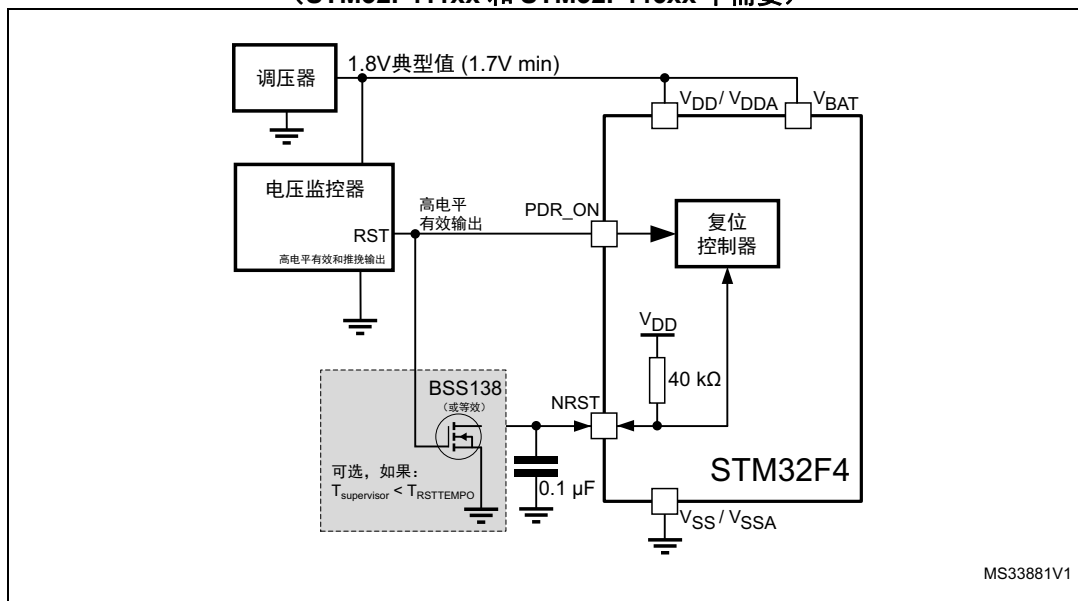 调压器
1.8V典型值 (1.7V min)
VDD / VDDA
VBAT
电压监控器
RST
高电平有效和推挽输出
高电平
有效输出
PDR_ON
复位
控制器
VDD
40 kΩ
BSS138
（或等效）
NRST
可选，如果：
Tsupervisor < TRSTTEMPO
0.1 µF
STM32F4
VSS / VSSA
MS33881V1